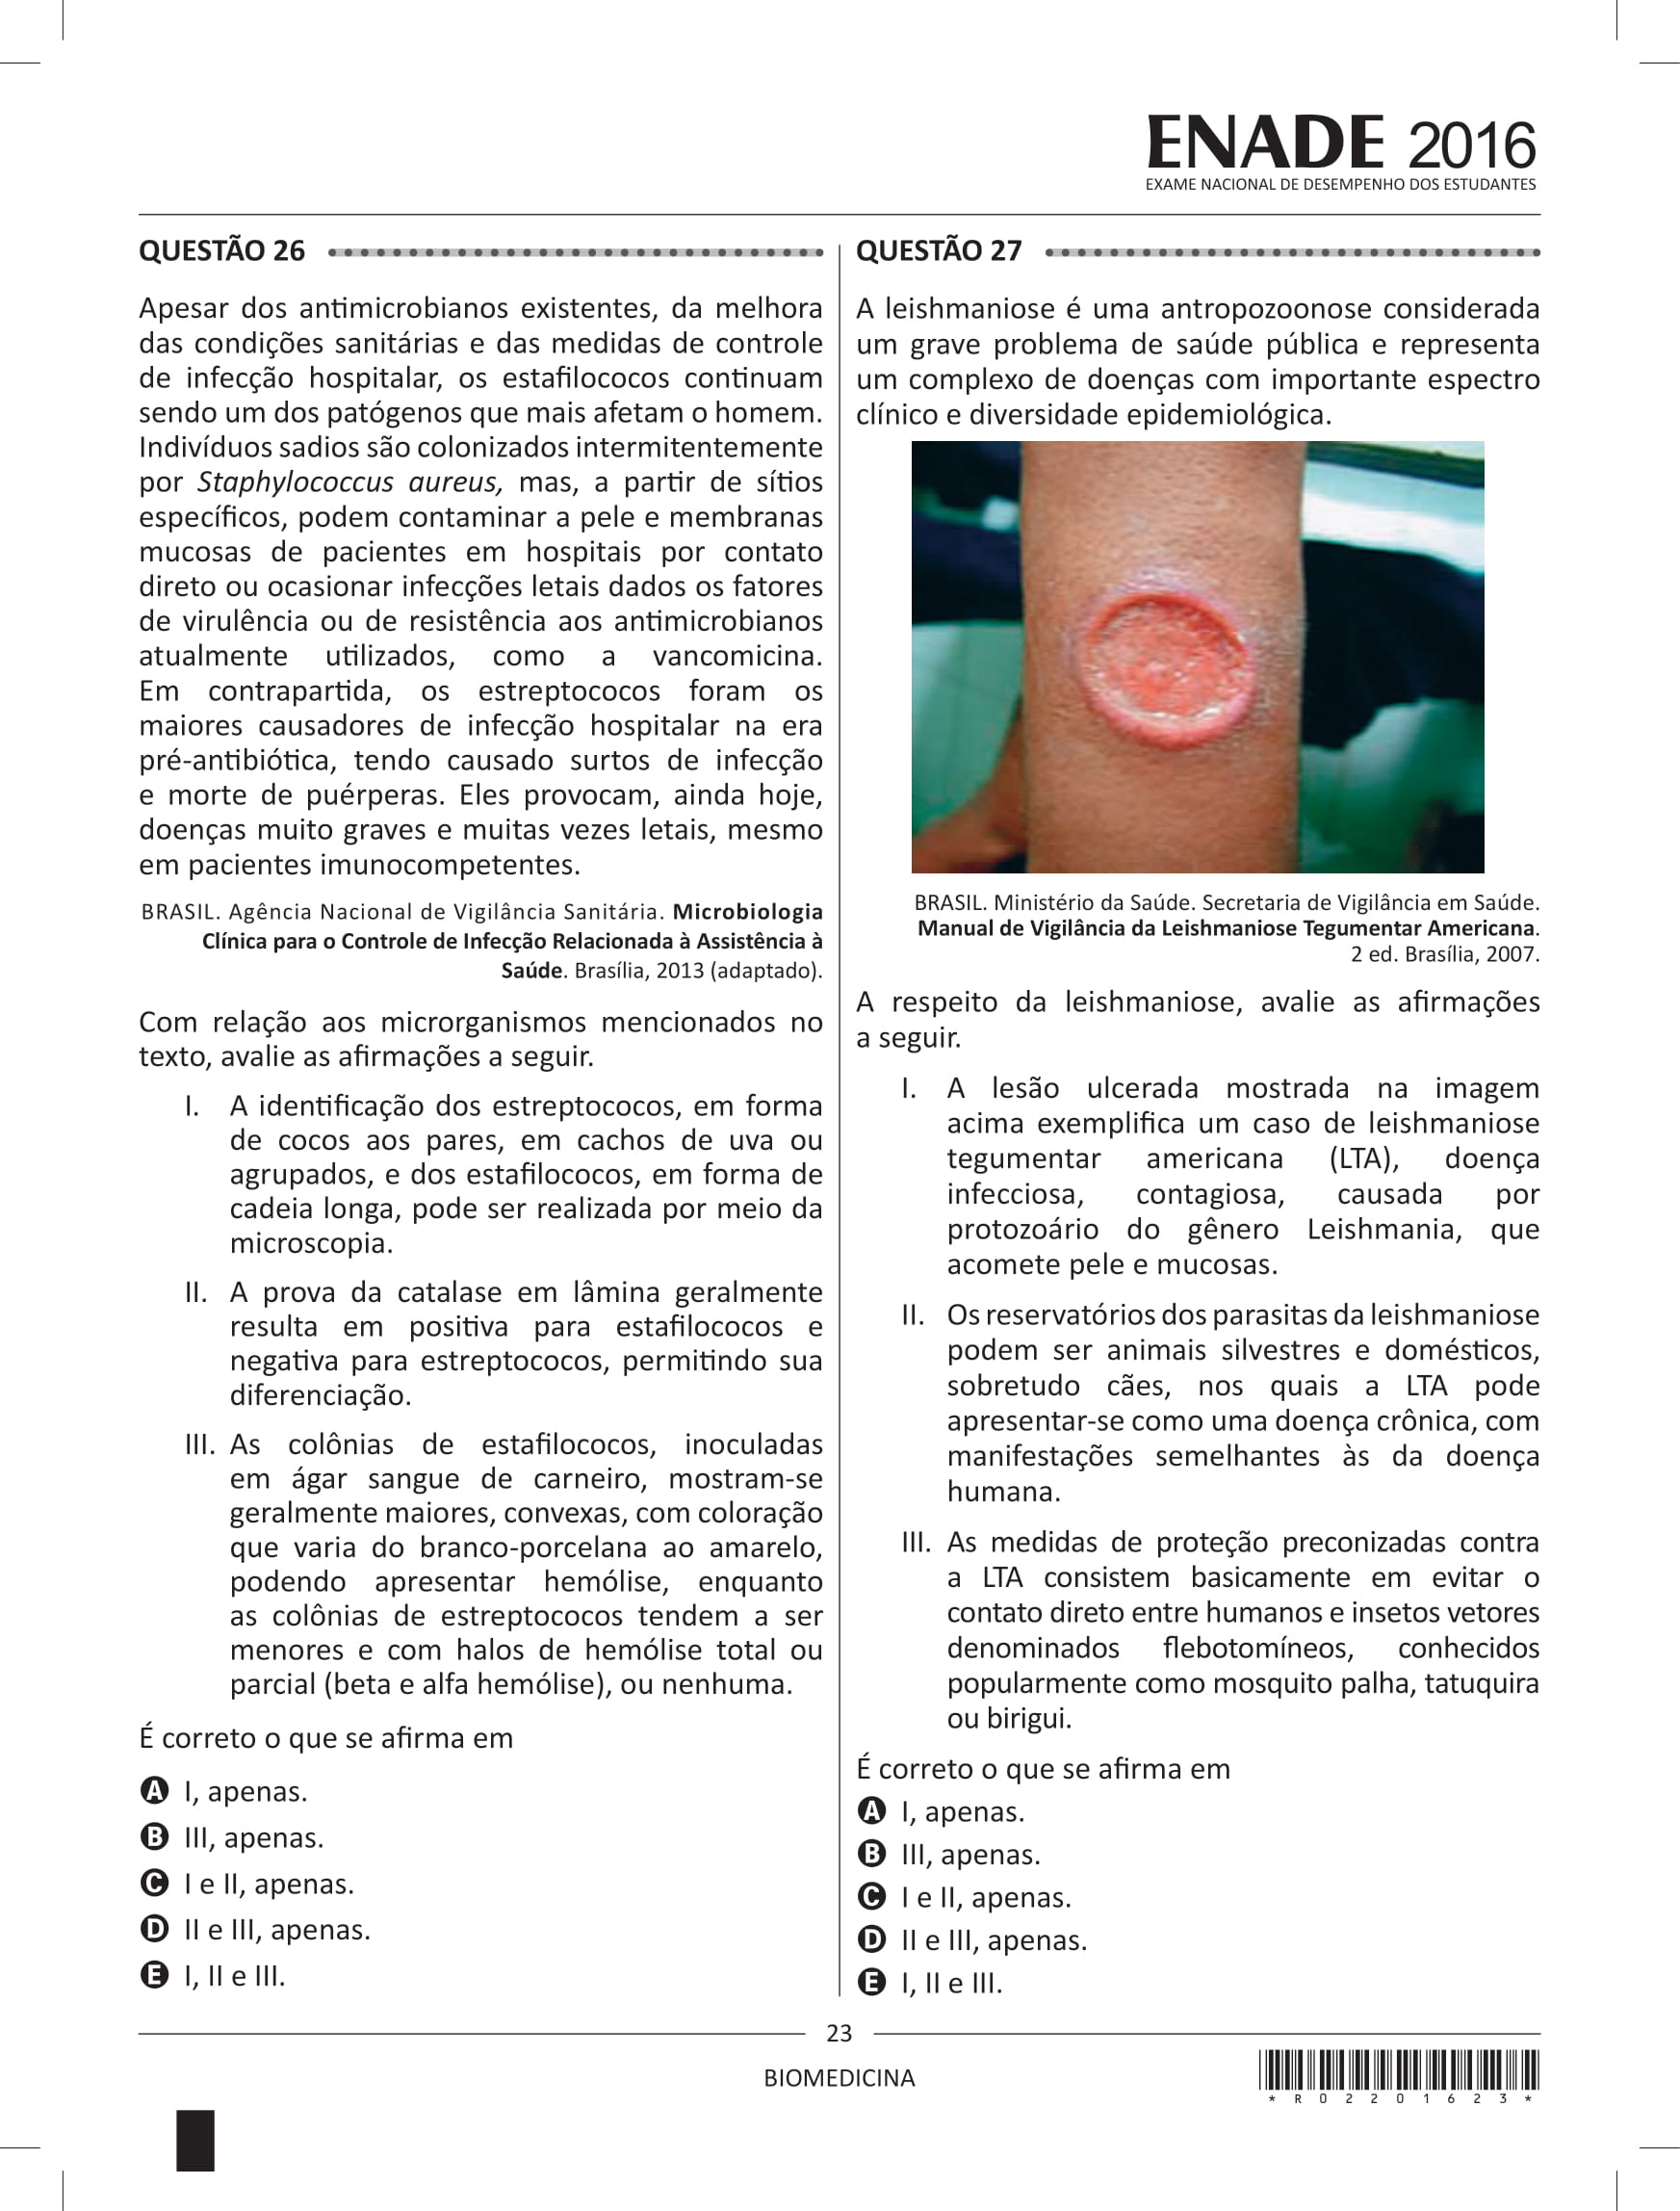 ENADE 2016
EXAME NACIONAL DE DESEMPENHO DOS ESTUDANTES
QUESTÃO 26
Apesar dos antimicrobianos existentes, da melhora
das condições sanitárias e das medidas de controle
de infecção hospitalar, os estafilococos continuam
sendo um dos patógenos que mais afetam o homem.
Indivíduos sadios são colonizados intermitentemente
por Staphylococcus aureus, mas, a partir de sítios
específicos, podem contaminar a pele e membranas
mucosas de pacientes em hospitais por contato
direto ou ocasionar infecções letais dados os fatores
de virulência ou de resistência aos antimicrobianos
atualmente utilizados, como a vancomicina.
Em contrapartida, os estreptococos foram os
maiores causadores de infecção hospitalar na era
pré-antibiótica, tendo causado surtos de infecção
e morte de puérperas. Eles provocam, ainda hoje,
doenças muito graves e muitas vezes letais, mesmo
em pacientes imunocompetentes.
BRASIL. Agência Nacional de Vigilância Sanitária. Microbiologia
Clínica para o Controle de Infecção Relacionada à Assistência à
Saúde. Brasília, 2013 (adaptado).
Com relação aos microrganismos mencionados no
texto, avalie as afirmações a seguir.
I. A identificação dos estreptococos, em forma
de cocos aos pares, em cachos de uva ou
agrupados, e dos estafilococos, em forma de
cadeia longa, pode ser realizada por meio da
microscopia.
II. A prova da catalase em lâmina geralmente
resulta em positiva para estafilococos e
negativa para estreptococos, permitindo sua
diferenciação.
III. As colônias de estafilococos, inoculadas
em ágar sangue de carneiro, mostram-se
geralmente maiores, convexas, com coloração
que varia do branco-porcelana ao amarelo,
podendo apresentar hemólise, enquanto
as colônias de estreptococos tendem a ser
menores e com halos de hemólise total ou
parcial (beta e alfa hemólise), ou nenhuma.
É correto o que se afirma em
A I, apenas.
B III, apenas.
C I e II, apenas.
D II e III, apenas.
E I, II e III.
QUESTÃO 27
A leishmaniose é uma antropozoonose considerada
um grave problema de saúde pública e representa
um complexo de doenças com importante espectro
clínico e diversidade epidemiológica.
BRASIL. Ministério da Saúde. Secretaria de Vigilância em Saúde.
Manual de Vigilância da Leishmaniose Tegumentar Americana.
2 ed. Brasília, 2007.
A respeito da leishmaniose, avalie as afirmações
a seguir.
I. A lesão ulcerada mostrada na imagem
acima exemplifica um caso de leishmaniose
tegumentar americana (LTA), doença
infecciosa, contagiosa, causada por
protozoário do gênero Leishmania, que
acomete pele e mucosas.
II. Os reservatórios dos parasitas da leishmaniose
podem ser animais silvestres e domésticos,
sobretudo cães, nos quais a LTA pode
apresentar-se como uma doença crônica, com
manifestações semelhantes às da doença
humana.
III. As medidas de proteção preconizadas contra
a LTA consistem basicamente em evitar o
contato direto entre humanos e insetos vetores
denominados flebotomíneos, conhecidos
popularmente como mosquito palha, tatuquira
ou birigui.
É correto o que se afirma em
A I, apenas.
B III, apenas.
C I e II, apenas.
D II e III, apenas.
E I, II e III.
23
BIOMEDICINA
* R 0 2 2 0 1 6 2 3 *